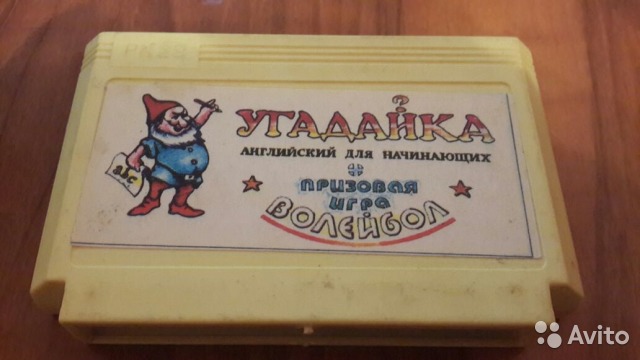 УГАДАЙКА
АНГЛИЙСКИЙ ДЛЯ НАЧИНАЮЩИХ
+
ПРИЗОВАЯ
ИГРА
ВОЛЕЙБОЛ
Avito